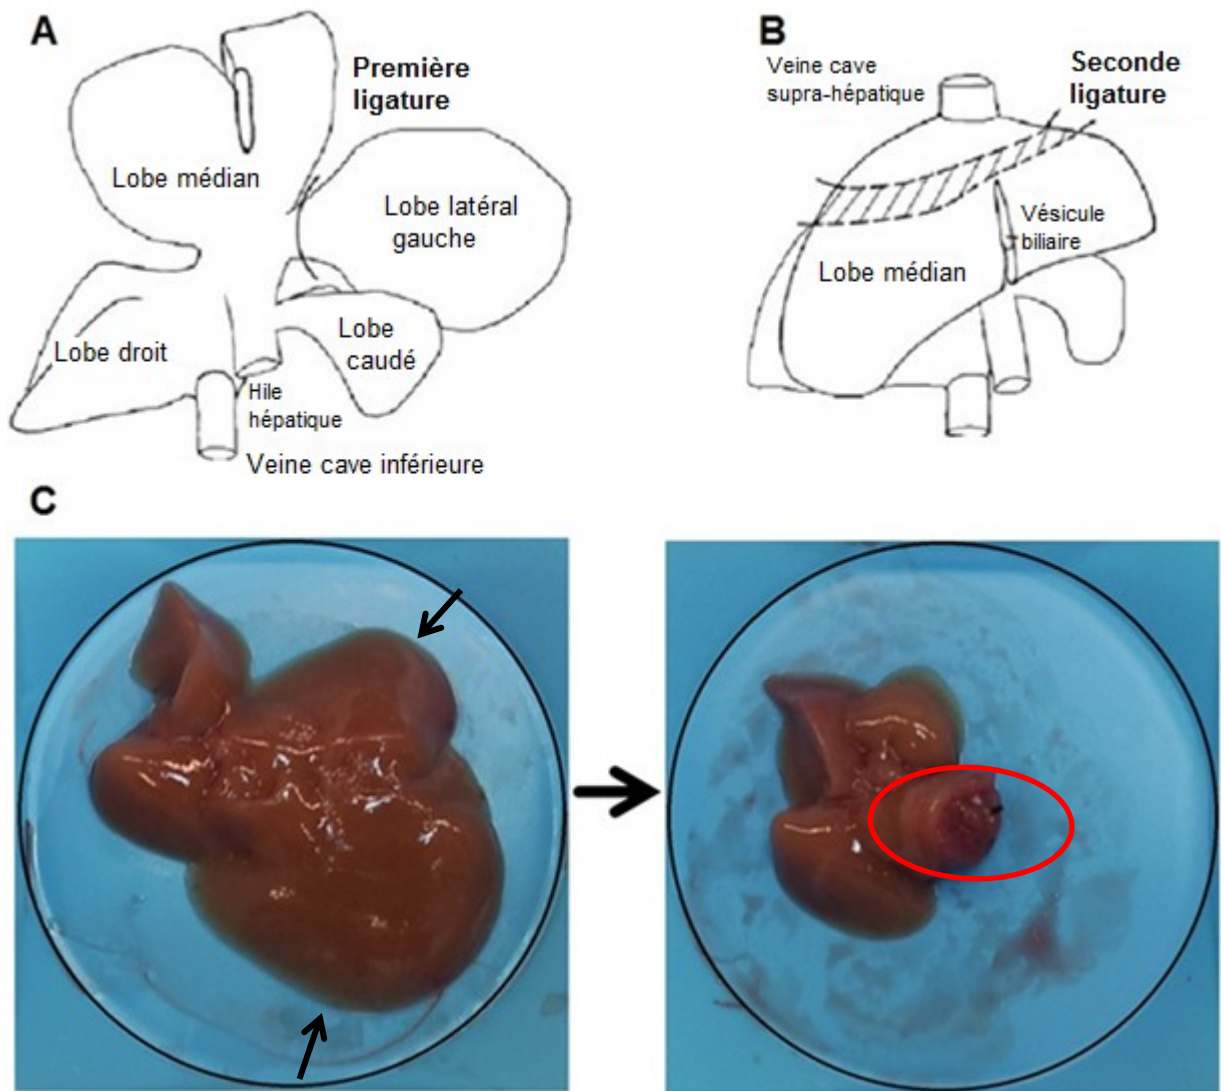 A
Première
ligature
Lobe médian
Lobe latéral
gauche
Lobe droit
Lobe
caudé
Hile
hépatique
Veine cave inférieure
B
Veine cave
supra-hépatique
Seconde
ligature
Vésicule
biliaire
Lobe médian
C